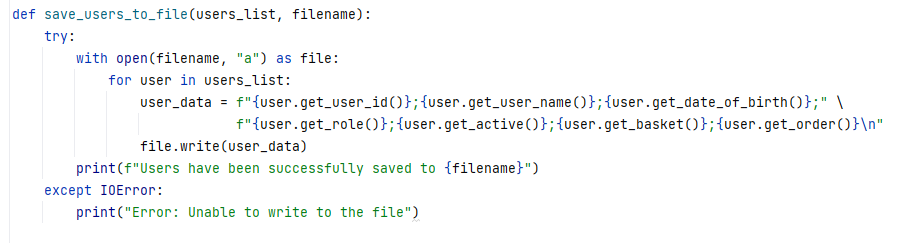 def save_users_to_file(users_list, filename):
    try:
        with open(filename, "a") as file:
            for user in users_list:
                user_data = f"{user.get_user_id()};{user.get_user_name()};{user.get_date_of_birth()};" \
                            f"{user.get_role()};{user.get_active()};{user.get_basket()};{user.get_order()}\n"
                file.write(user_data)
        print(f"Users have been successfully saved to {filename}")
    except IOError:
        print("Error: Unable to write to the file")